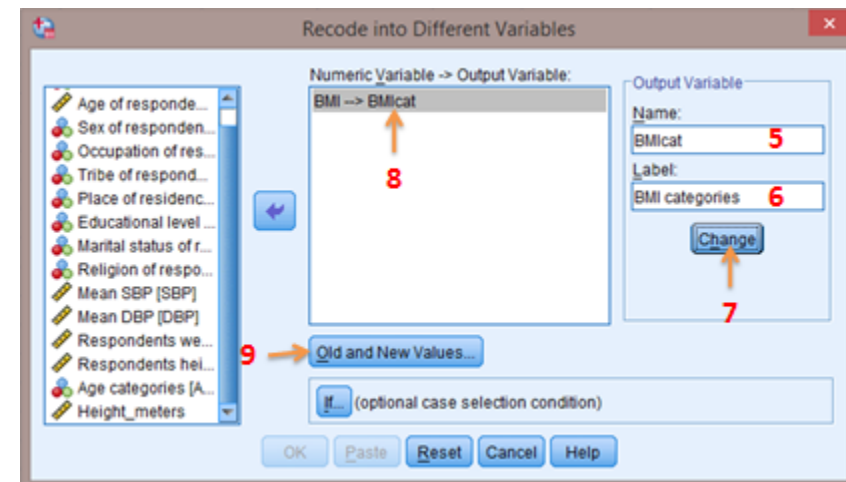 Recode into Different Variables
Numeric Variable -> Output Variable:
BMI --> BMIcat
8
Age of responde...
Sex of responden...
Occupation of res...
Tribe of respond...
Place of residenc...
Educational level ...
Marital status of r...
Religion of respo...
Mean SBP [SBP]
Mean DBP [DBP]
Respondents we...
Respondents hei...
Age categories [A...
Height_meters
Output Variable
Name:
BMIcat 5
Label:
BMI categories 6
Change
7
9
Old and New Values...
If... (optional case selection condition)
OK Paste Reset Cancel Help